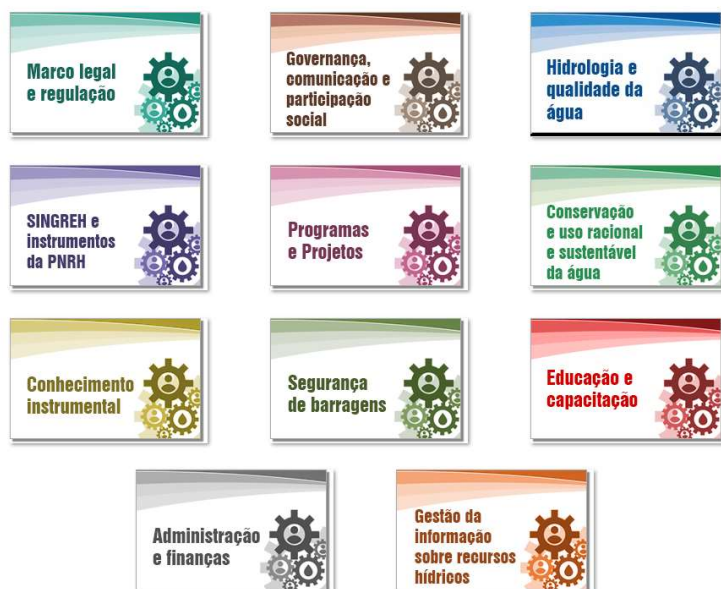 Marco legal
e regulação
Governança,
comunicação e
participação
social
Hidrologia e
qualidade da
água
SINGREH e
instrumentos
da PNRH
Programas
e Projetos
Conservação
e uso racional
e sustentável
da água
Conhecimento
instrumental
Segurança
de barragens
Educação e
capacitação
Administração
e finanças
Gestão da
informação
sobre recursos
hídricos